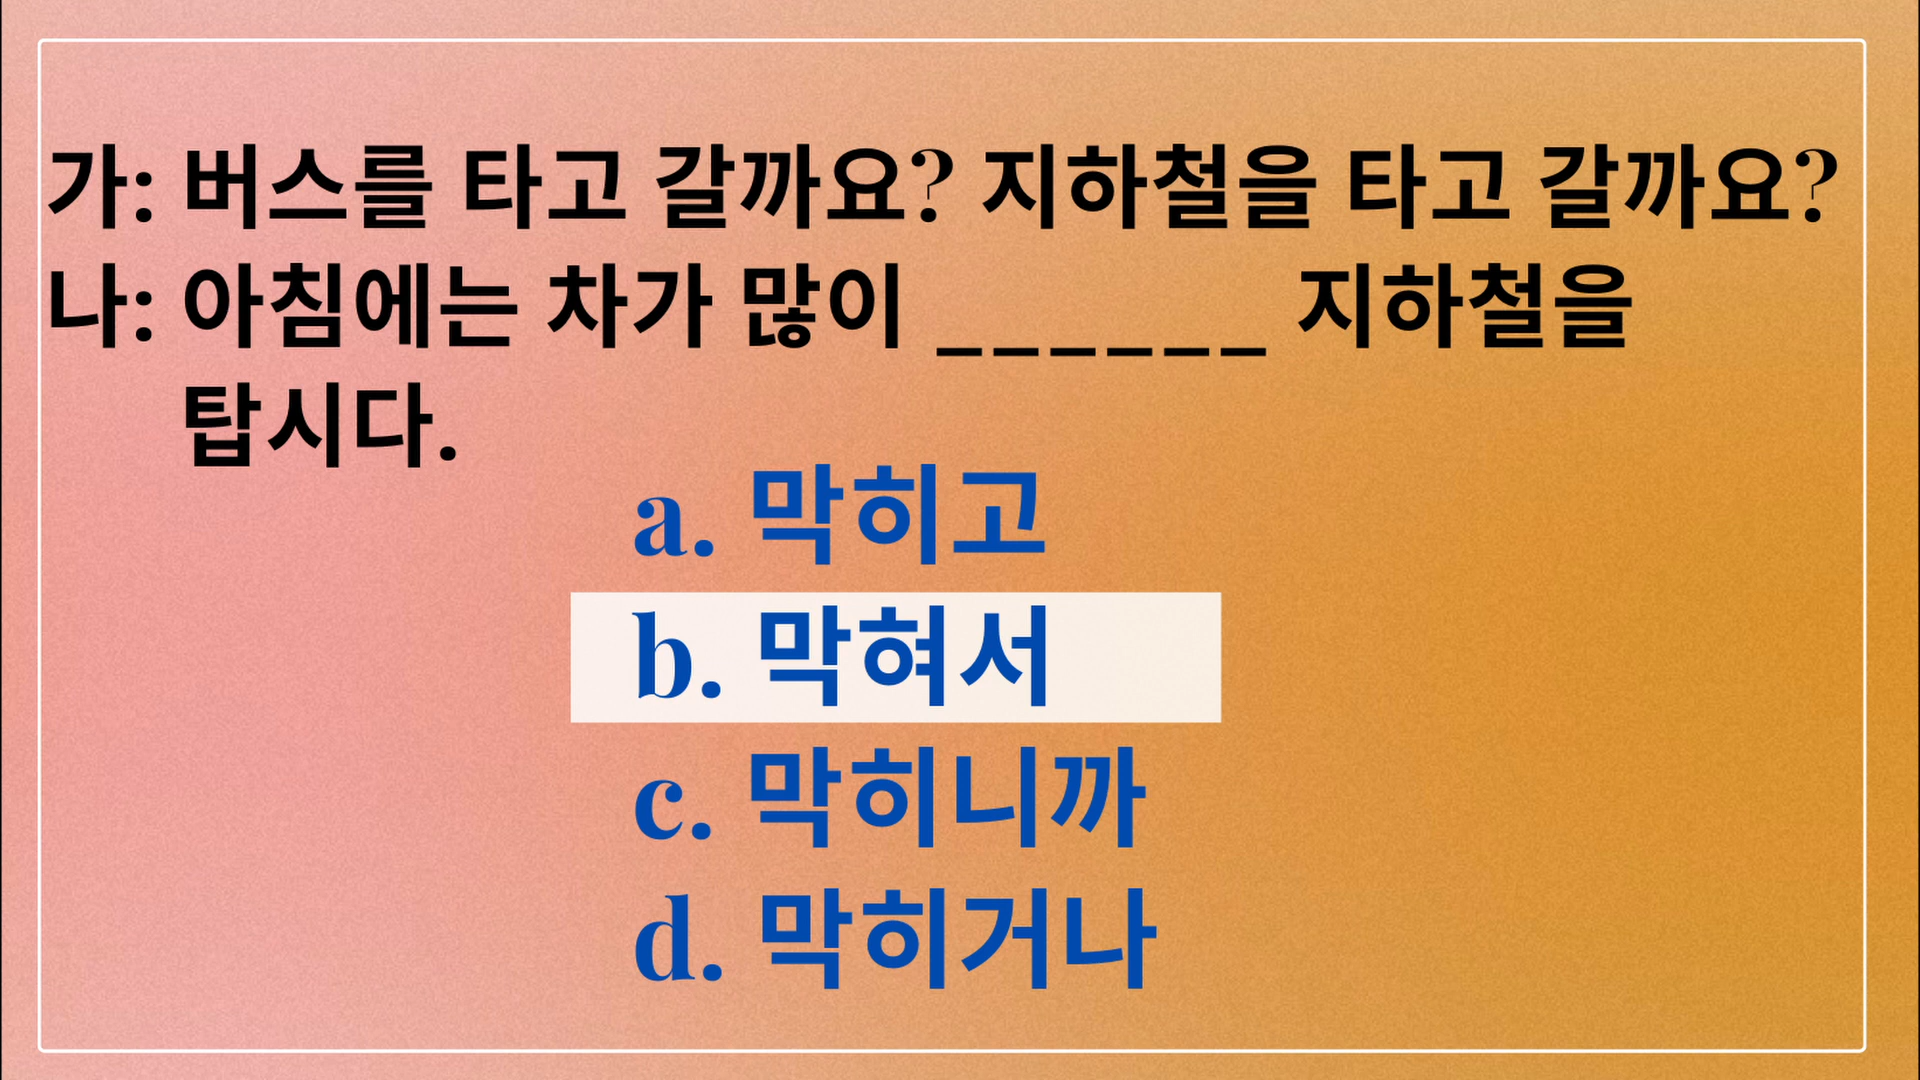 가: 버스를 타고 갈까요? 지하철을 타고 갈까요?
나: 아침에는 차가 많이 ______ 지하철을
탑시다.
a. 막히고
b. 막혀서
c. 막히니까
d. 막히거나